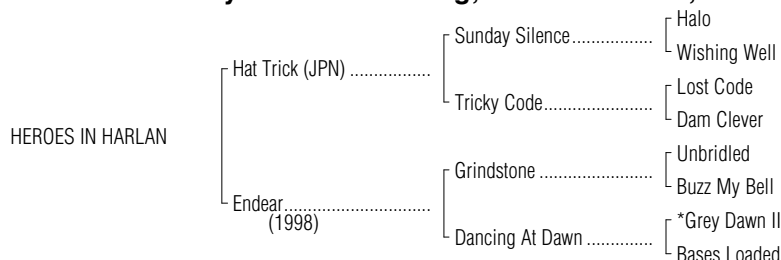 Halo
Sunday Silence..................
Wishing Well
Hat Trick (JPN) .................
Lost Code
Tricky Code.......................
Dam Clever
HEROES IN HARLAN
Unbridled
Grindstone ........................
Buzz My Bell
Endear..............................
(1998)
*Grey Dawn II
Dancing At Dawn ..............
Bases Loaded